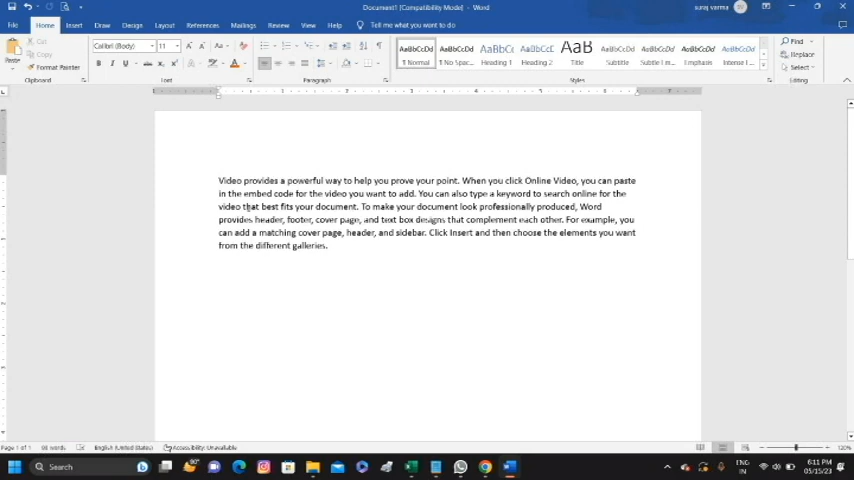 Document1 [Compatibility Mode] - Word
suraj varma
File Home Insert Draw Design Layout References Mailings Review View Help Tell me what you want to do
Paste
Cut
Copy
Format Painter
Clipboard
Calibri (Body) 11
Font
Paragraph
AaBbCcDd AaBbCcDd AaBbCc AaBbCcD AaB AaBbCcDd AaBbCcDd AaBbCcDd AaBbCcDd
¶ Normal ¶ No Spac... Heading 1 Heading 2 Title Subtitle Subtle Em... Emphasis Intense E...
Styles
Find
Replace
Select
Editing
Video provides a powerful way to help you prove your point. When you click Online Video, you can paste
in the embed code for the video you want to add. You can also type a keyword to search online for the
video that best fits your document. To make your document look professionally produced, Word
provides header, footer, cover page, and text box designs that complement each other. For example, you
can add a matching cover page, header, and sidebar. Click Insert and then choose the elements you want
from the different galleries.
Page 1 of 1 98 words English (United States) Accessibility: Unavailable 120%
Search
ENG
IN
6:11 PM
05/15/23